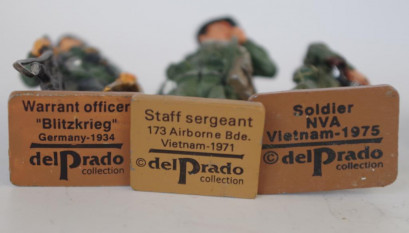 Warrant officer
"Blitzkrieg"
Germany-1934
delPrado
collection
Staff sergeant
173 Airborne Bde.
Vietnam-1971
© delPrado
collection
Soldier
NVA
Vietnam-1975
© delPrado
collection